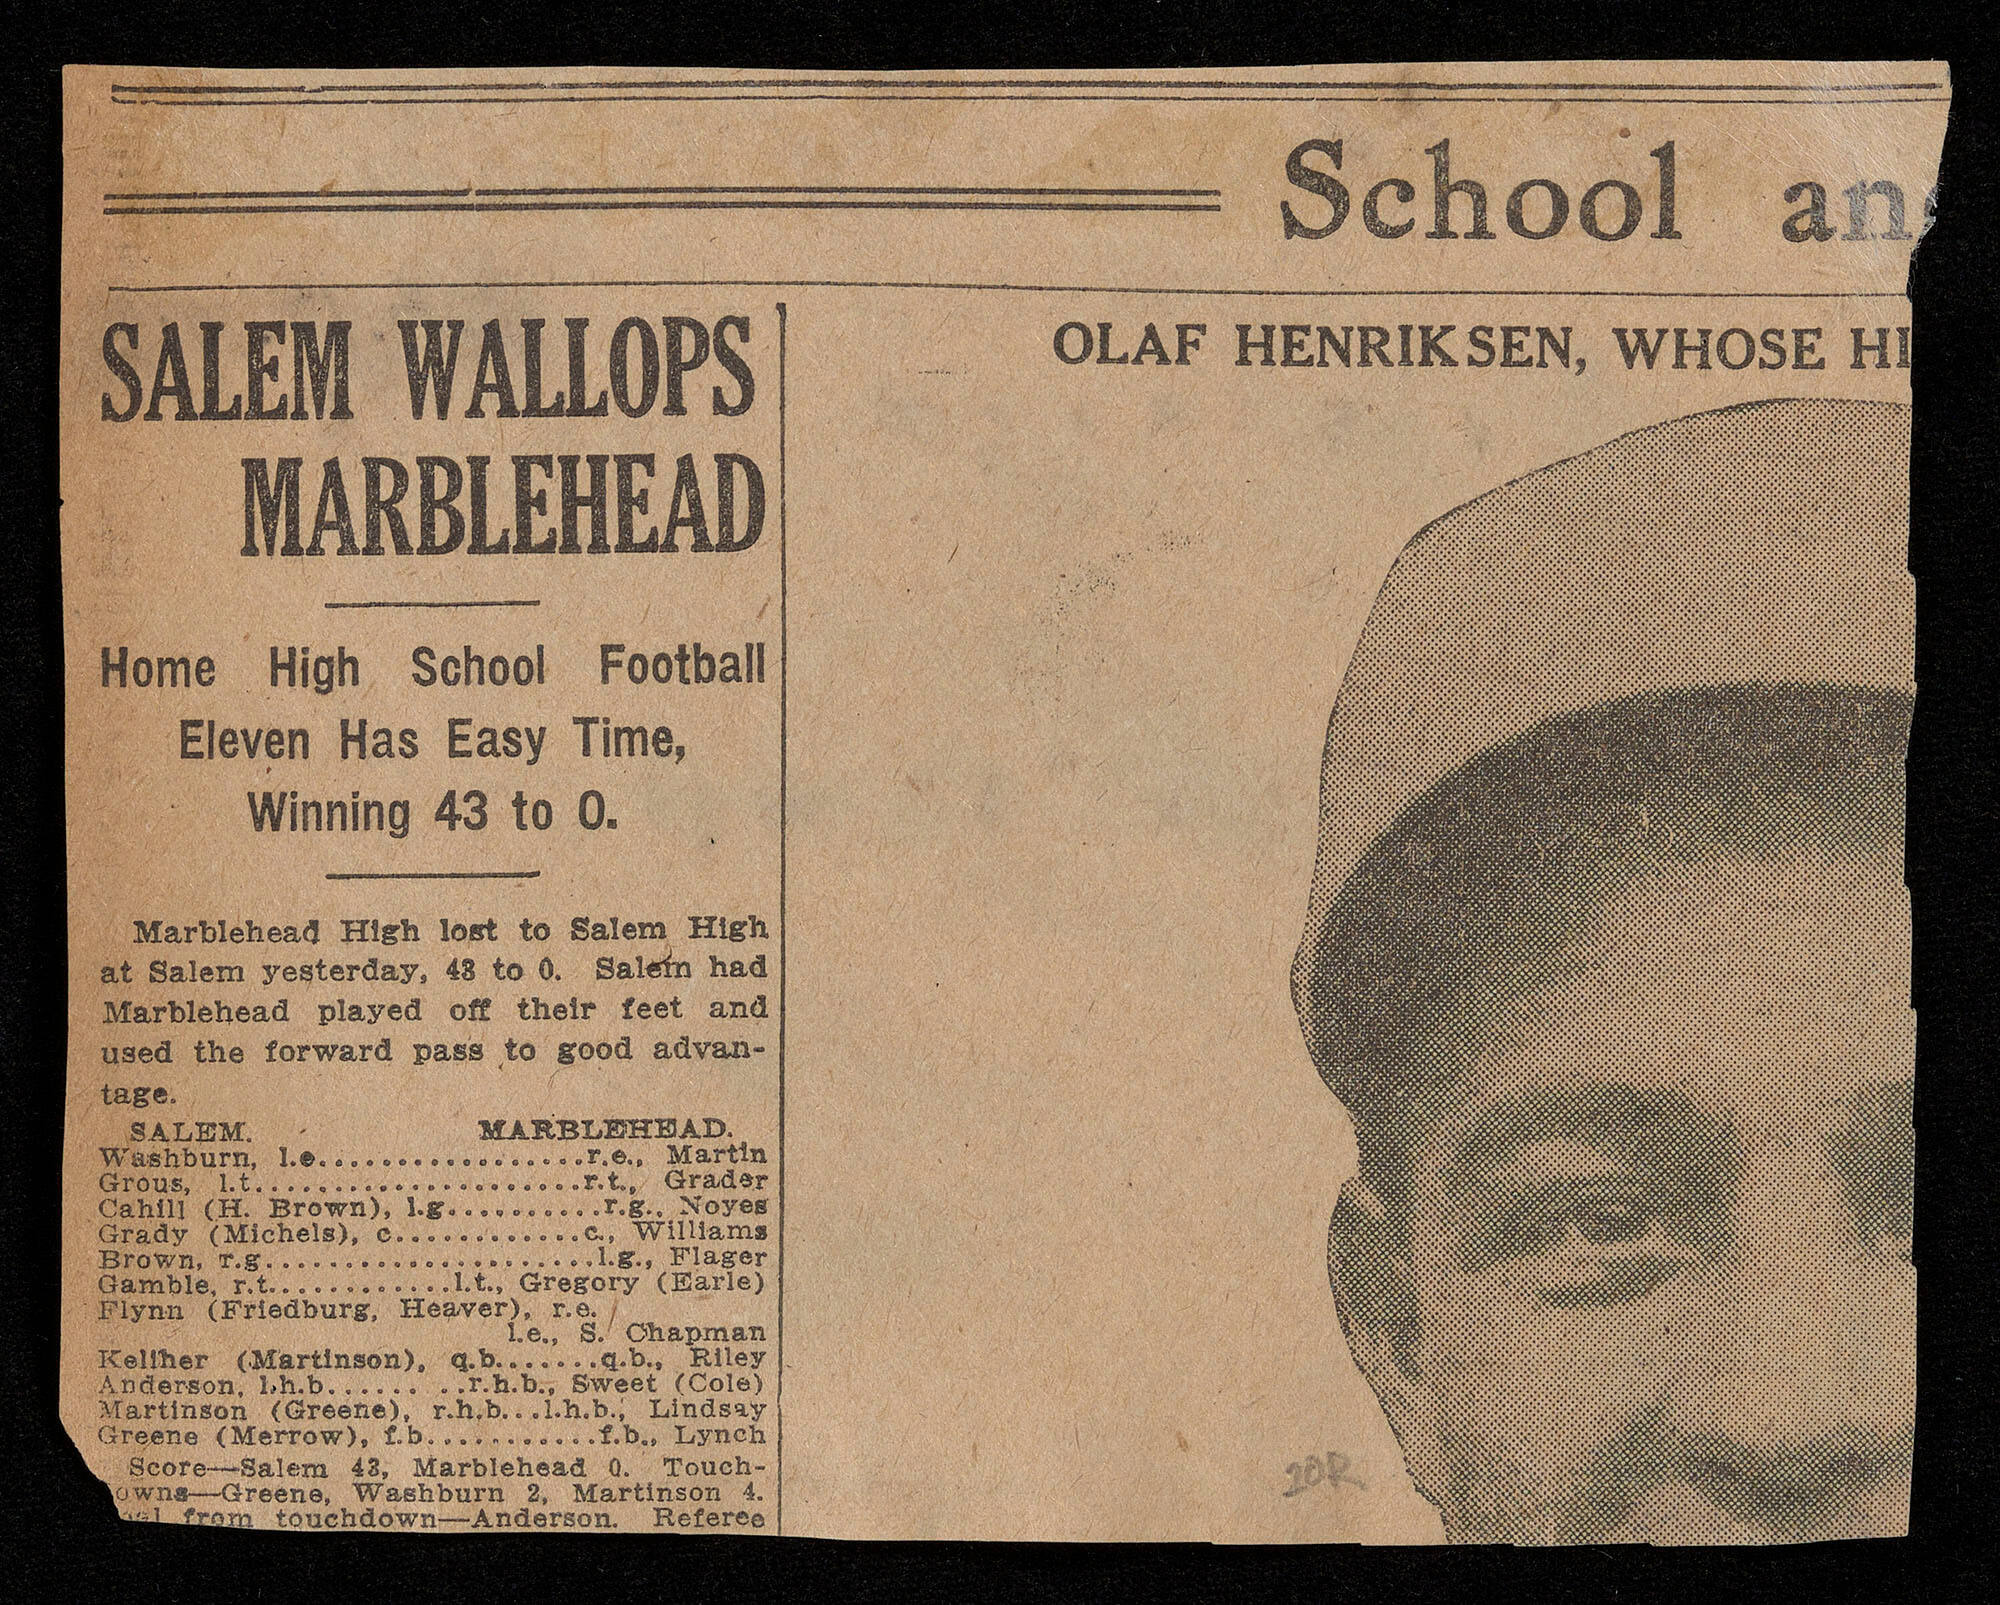 School and
SALEM WALLOPS
MARBLEHEAD
Home High School Football
Eleven Has Easy Time,
Winning 43 to 0.
Marblehead High lost to Salem High
at Salem yesterday, 43 to 0. Salem had
Marblehead played off their feet and
used the forward pass to good advan-
tage.
SALEM. MARBLEHEAD.
Washburn, l.e..................r.e., Martin
Grous, l.t......................r.t., Grader
Cahill (H. Brown), l.g...........r.g., Noyes
Grady (Michels), c.............c., Williams
Brown, r.g.......................l.g., Flager
Gamble, r.t............l.t., Gregory (Earle)
Flynn (Friedburg, Heaver), r.e.
l.e., S. Chapman
Keliher (Martinson), q.b.......q.b., Riley
Anderson, l.h.b...... ..r.h.b., Sweet (Cole)
Martinson (Greene), r.h.b...l.h.b., Lindsay
Greene (Merrow), f.b............f.b., Lynch
Score—Salem 43, Marblehead 0. Touch-
owns—Greene, Washburn 2, Martinson 4.
from touchdown—Anderson. Referee
OLAF HENRIKSEN, WHOSE HI
20R